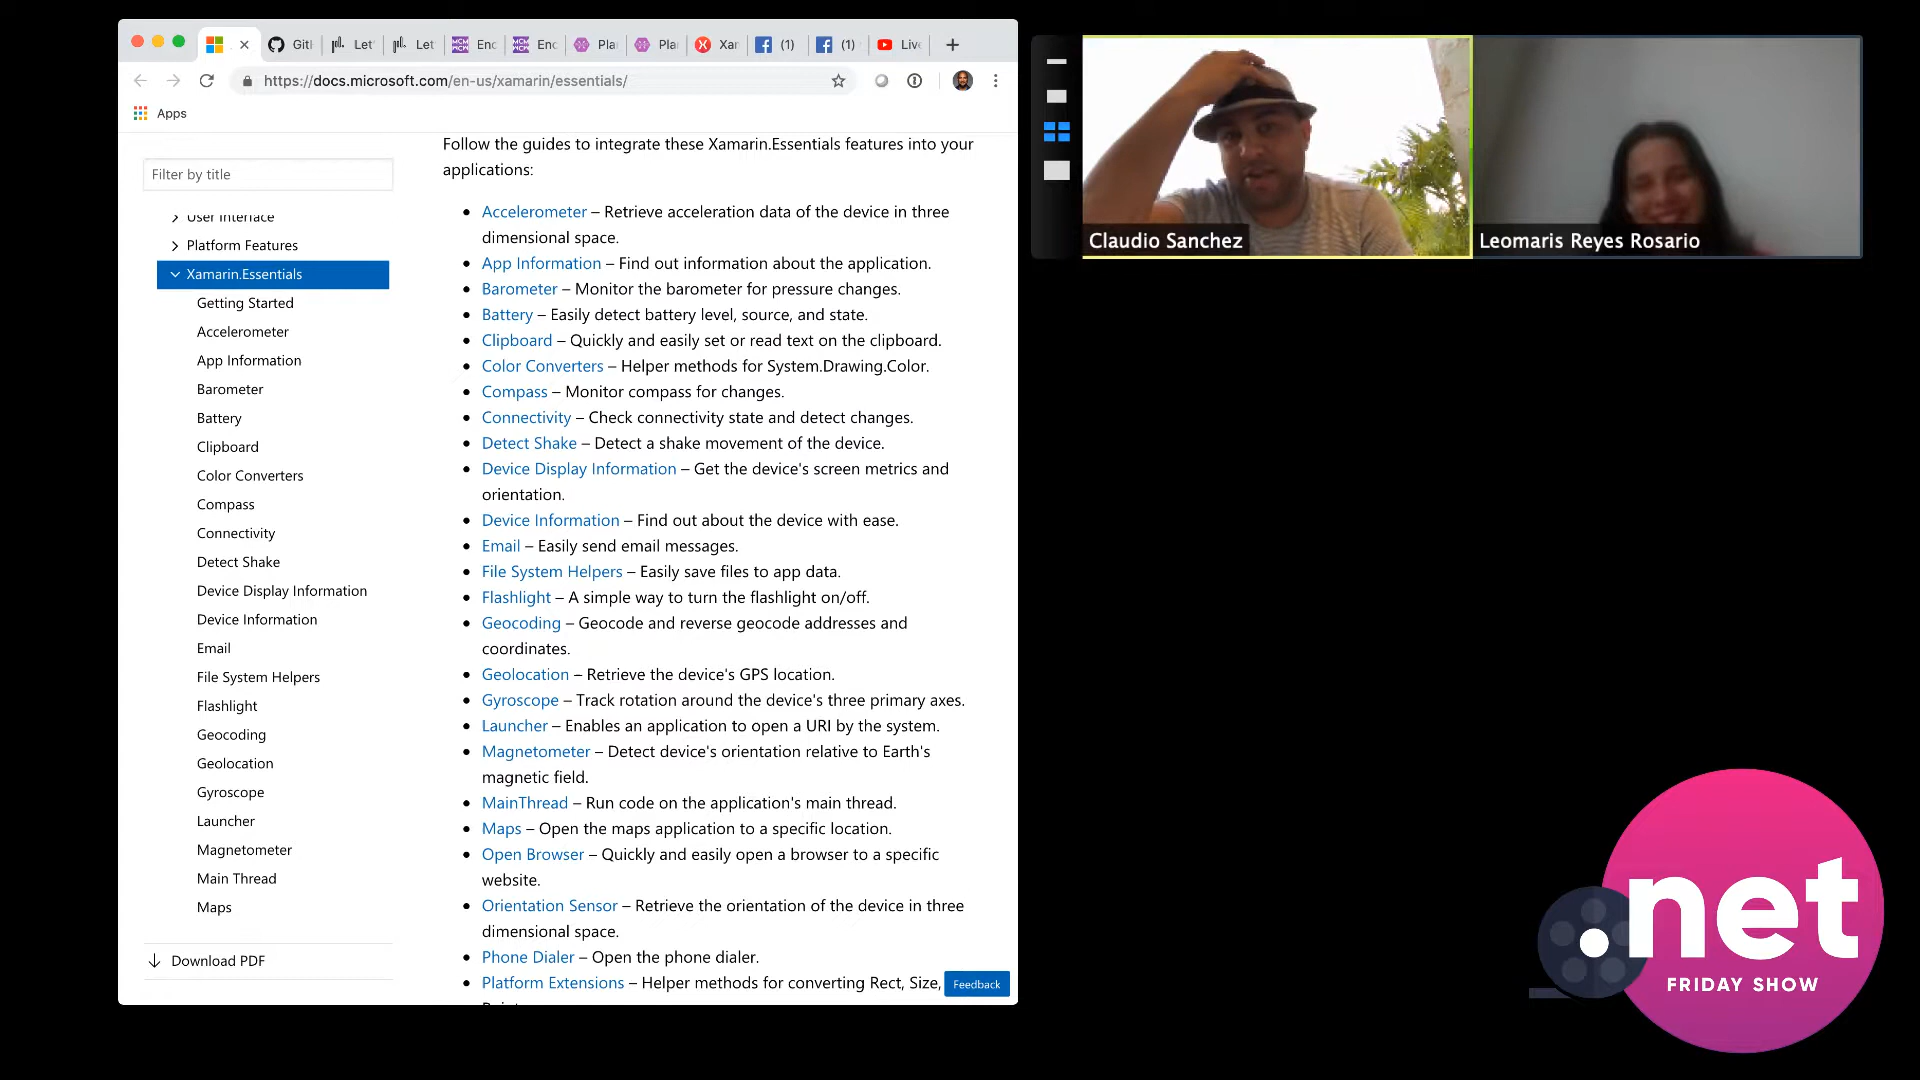 Gitl
Let
Let
Enc
Enc
Pla
Pla
Xar
(1)
(1)
Live
https://docs.microsoft.com/en-us/xamarin/essentials/
Apps
Filter by title
User Interface
Platform Features
Xamarin.Essentials
Getting Started
Accelerometer
App Information
Barometer
Battery
Clipboard
Color Converters
Compass
Connectivity
Detect Shake
Device Display Information
Device Information
Email
File System Helpers
Flashlight
Geocoding
Geolocation
Gyroscope
Launcher
Magnetometer
Main Thread
Maps
Download PDF
Follow the guides to integrate these Xamarin.Essentials features into your
applications:
Accelerometer – Retrieve acceleration data of the device in three
dimensional space.
App Information – Find out information about the application.
Barometer – Monitor the barometer for pressure changes.
Battery – Easily detect battery level, source, and state.
Clipboard – Quickly and easily set or read text on the clipboard.
Color Converters – Helper methods for System.Drawing.Color.
Compass – Monitor compass for changes.
Connectivity – Check connectivity state and detect changes.
Detect Shake – Detect a shake movement of the device.
Device Display Information – Get the device's screen metrics and
orientation.
Device Information – Find out about the device with ease.
Email – Easily send email messages.
File System Helpers – Easily save files to app data.
Flashlight – A simple way to turn the flashlight on/off.
Geocoding – Geocode and reverse geocode addresses and
coordinates.
Geolocation – Retrieve the device's GPS location.
Gyroscope – Track rotation around the device's three primary axes.
Launcher – Enables an application to open a URI by the system.
Magnetometer – Detect device's orientation relative to Earth's
magnetic field.
MainThread – Run code on the application's main thread.
Maps – Open the maps application to a specific location.
Open Browser – Quickly and easily open a browser to a specific
website.
Orientation Sensor – Retrieve the orientation of the device in three
dimensional space.
Phone Dialer – Open the phone dialer.
Platform Extensions – Helper methods for converting Rect, Size,
Feedback
Claudio Sanchez
Leomaris Reyes Rosario
.net
FRIDAY SHOW